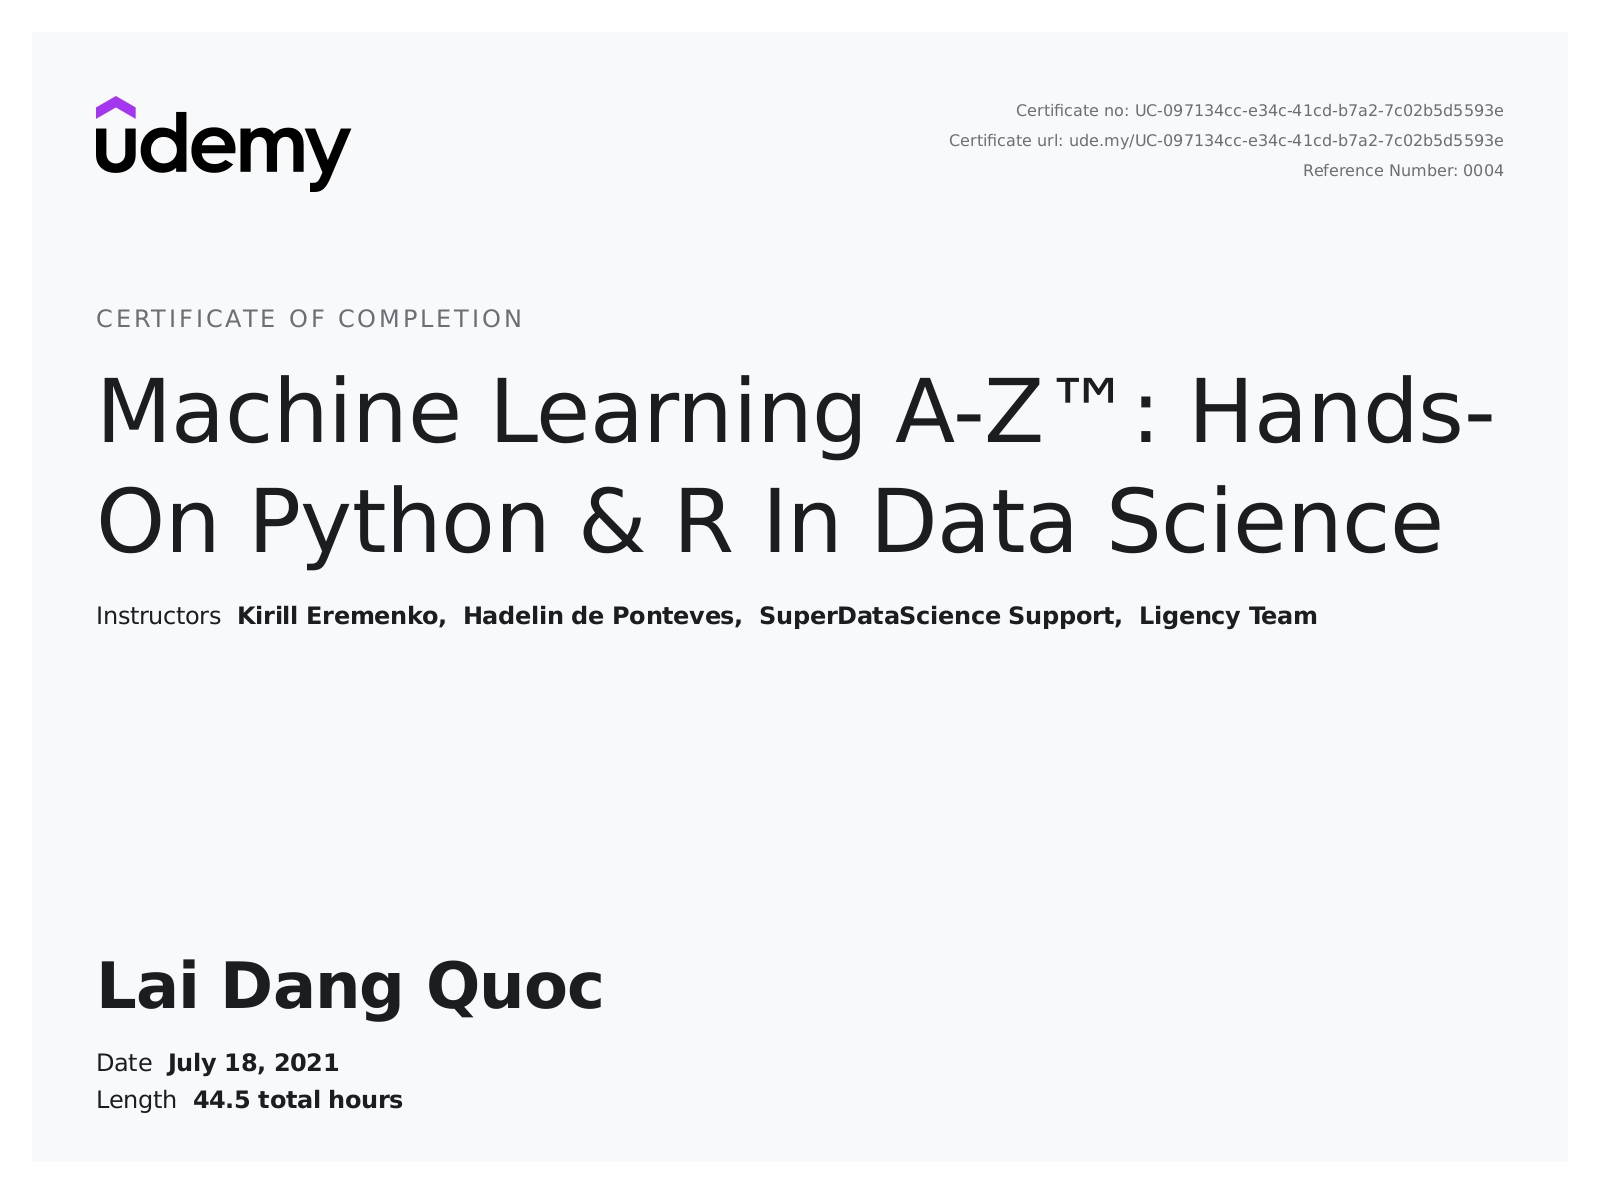 udemy
Certificate no: UC-097134cc-e34c-41cd-b7a2-7c02b5d5593e
Certificate url: ude.my/UC-097134cc-e34c-41cd-b7a2-7c02b5d5593e
Reference Number: 0004
CERTIFICATE OF COMPLETION
Machine Learning A-Z™: Hands-
On Python & R In Data Science
Instructors Kirill Eremenko, Hadelin de Ponteves, SuperDataScience Support, Ligency Team
Lai Dang Quoc
Date July 18, 2021
Length 44.5 total hours